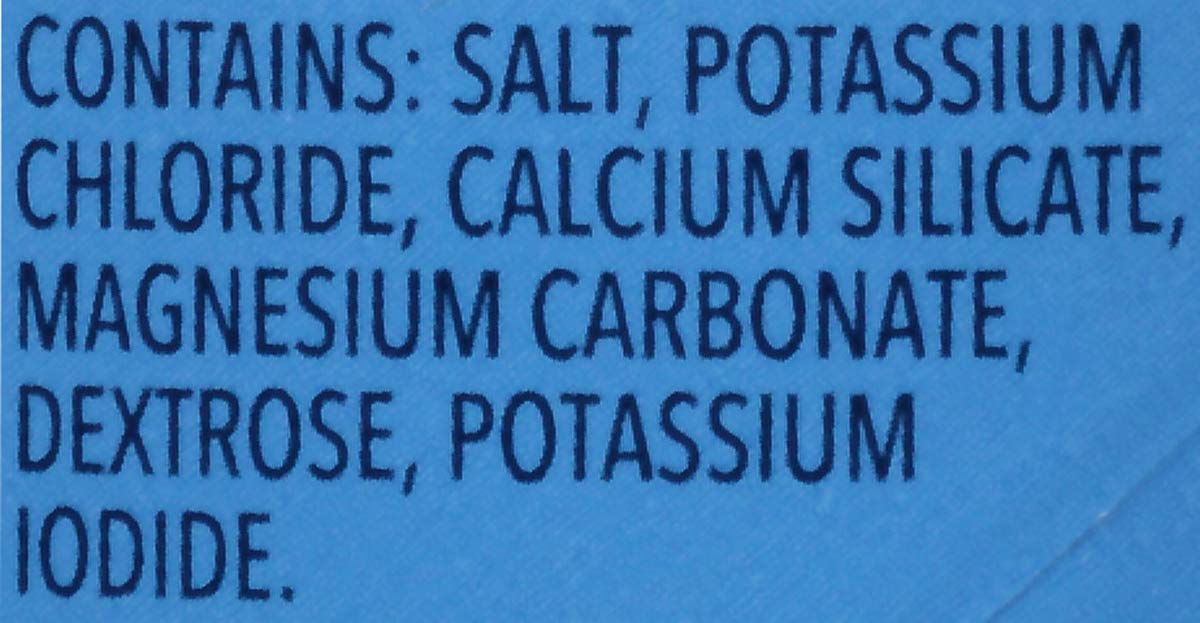 CONTAINS: SALT, POTASSIUM
CHLORIDE, CALCIUM SILICATE,
MAGNESIUM CARBONATE,
DEXTROSE, POTASSIUM
IODIDE.